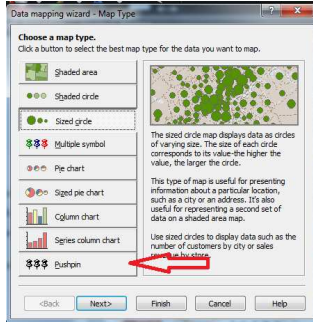 Data mapping wizard - Map Type
Choose a map type.
Click a button to select the best map type for the data you want to map.
Shaded area
Shaded circle
Sized circle
Multiple symbol
Pie chart
Sized pie chart
Column chart
Series column chart
Pushpin
The sized circle map displays data as circles
of varying size. The size of each circle
corresponds to its value-the higher the
value, the larger the circle.
This type of map is useful for presenting
information about a particular location,
such as a city or an address. It's also
useful for representing a second set of
data on a shaded area map.
Use sized circles to display data such as the
number of customers by city or sales
revenue by store.
<Back
Next>
Finish
Cancel
Help